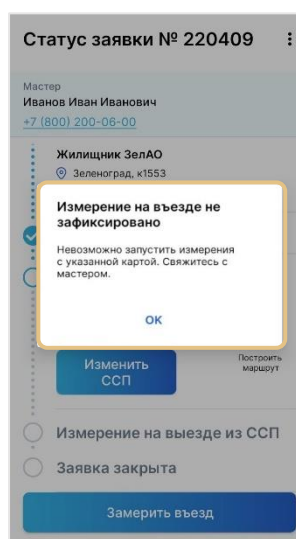 Статус заявки № 220409
Мастер
Иванов Иван Иванович
+7 (800) 200-06-00
Жилищник ЗелАО
Зеленоград, к1553
Измерение на въезде не
зафиксировано
Невозможно запустить измерения
с указанной картой. Свяжитесь с
мастером.
ОК
Изменить
ССП
Построить
маршрут
Измерение на выезде из ССП
Заявка закрыта
Замерить въезд